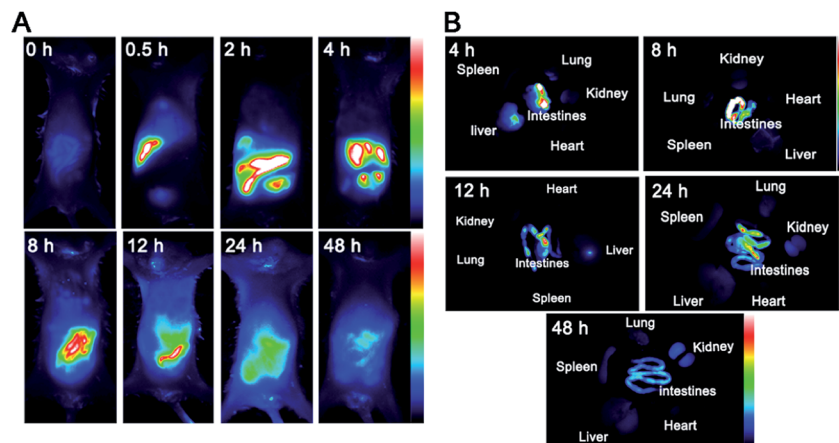 A
0 h
0.5 h
2 h
4 h
8 h
12 h
24 h
48 h
B
4 h
Spleen
Lung
Kidney
Intestines
liver
Heart
8 h
Kidney
Lung
Heart
Intestines
Spleen
Liver
12 h
Heart
Kidney
Lung
Intestines
Liver
Spleen
24 h
Lung
Spleen
Kidney
Intestines
Liver
Heart
48 h
Lung
Kidney
Spleen
intestines
Liver
Heart